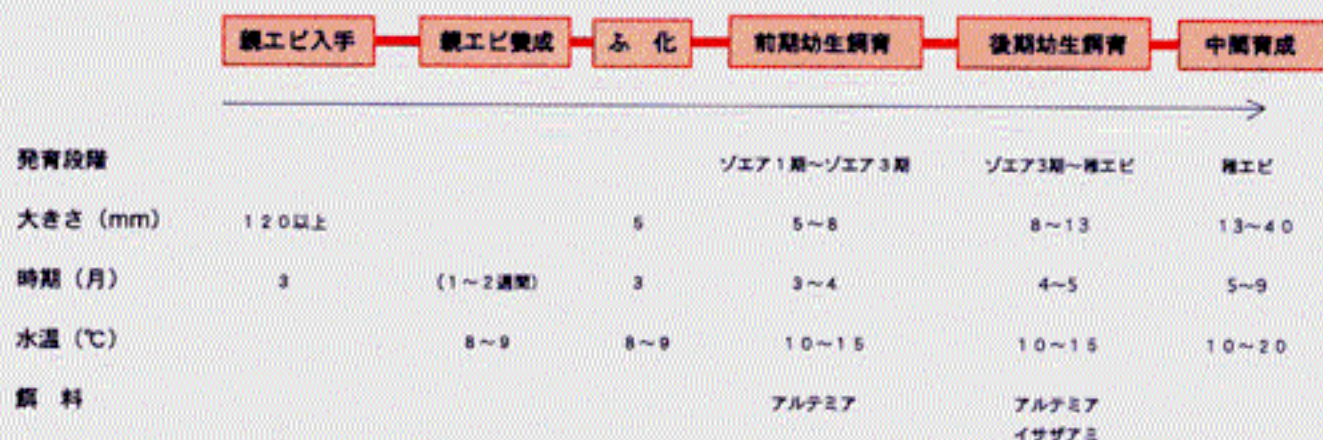 親エビ入手 親エビ養成 ふ 化 前期幼生飼育 後期幼生飼育 中間育成
発育段階 ゾエア1期～ゾエア3期 ゾエア3期～稚エビ 稚エビ
大きさ（mm） 120以上 5 5～8 8～13 13～40
時期（月） 3 (1～2週間) 3 3～4 4～5 5～9
水温（℃） 8～9 8～9 10～15 10～15 10～20
餌 料 アルテミア アルテミア
イサザアミ